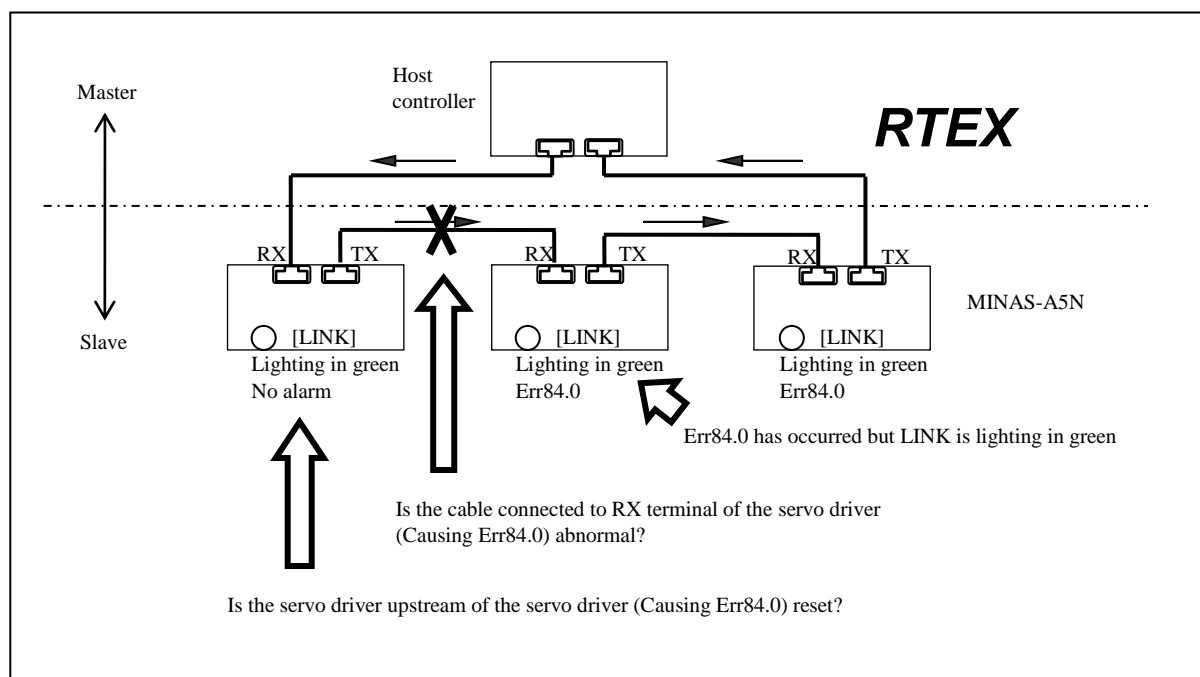 Host
controller
Master
RTEX
RX
TX
RX
TX
RX
TX
MINAS-A5N
Slave
[LINK]
[LINK]
[LINK]
Lighting in green
No alarm
Lighting in green
Err84.0
Lighting in green
Err84.0
Err84.0 has occurred but LINK is lighting in green
Is the cable connected to RX terminal of the servo driver
(Causing Err84.0) abnormal?
Is the servo driver upstream of the servo driver (Causing Err84.0) reset?